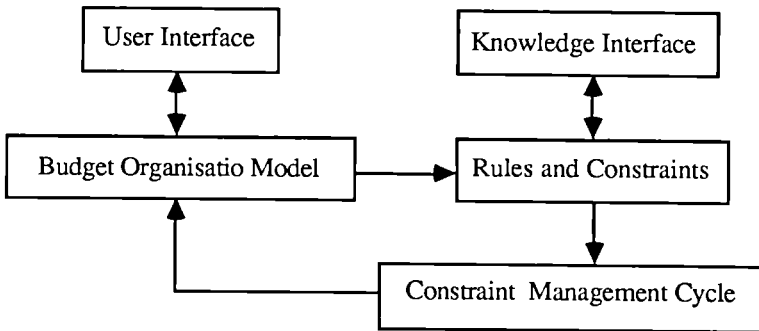 User Interface
Knowledge Interface
Budget Organisatio Model
Rules and Constraints
Constraint Management Cycle